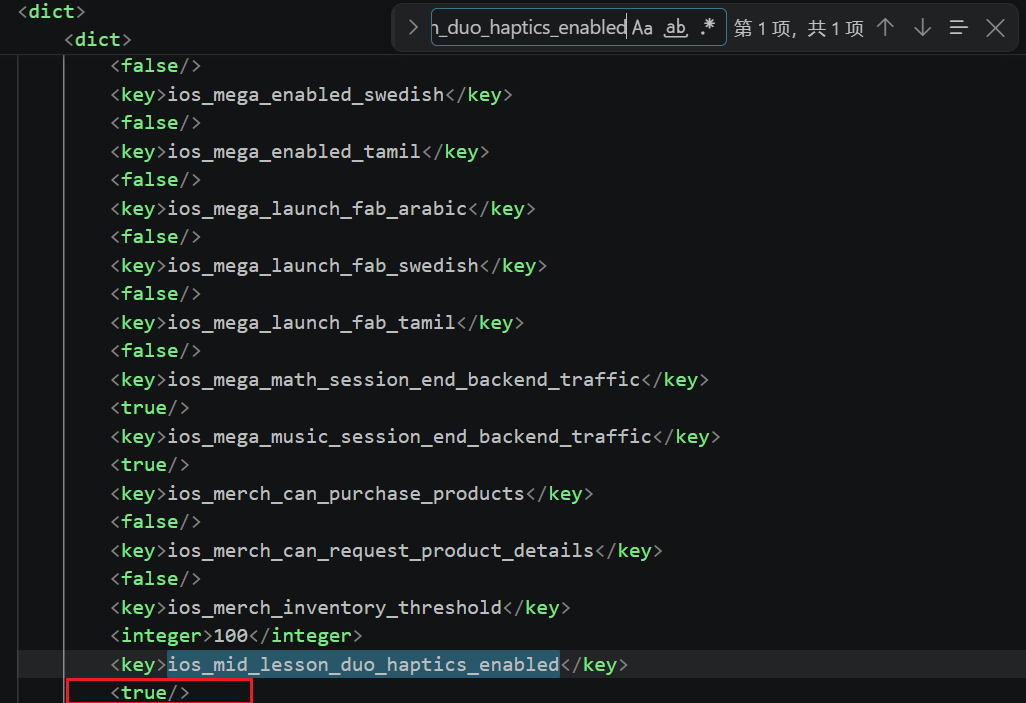 <dict>
n_duo_haptics_enabled Aa ab .* 第 1 项，共 1 项
<dict>
<false/>
<key>ios_mega_enabled_swedish</key>
<false/>
<key>ios_mega_enabled_tamil</key>
<false/>
<key>ios_mega_launch_fab_arabic</key>
<false/>
<key>ios_mega_launch_fab_swedish</key>
<false/>
<key>ios_mega_launch_fab_tamil</key>
<false/>
<key>ios_mega_math_session_end_backend_traffic</key>
<true/>
<key>ios_mega_music_session_end_backend_traffic</key>
<true/>
<key>ios_merch_can_purchase_products</key>
<false/>
<key>ios_merch_can_request_product_details</key>
<false/>
<key>ios_merch_inventory_threshold</key>
<integer>100</integer>
<key>ios_mid_lesson_duo_haptics_enabled</key>
<true/>